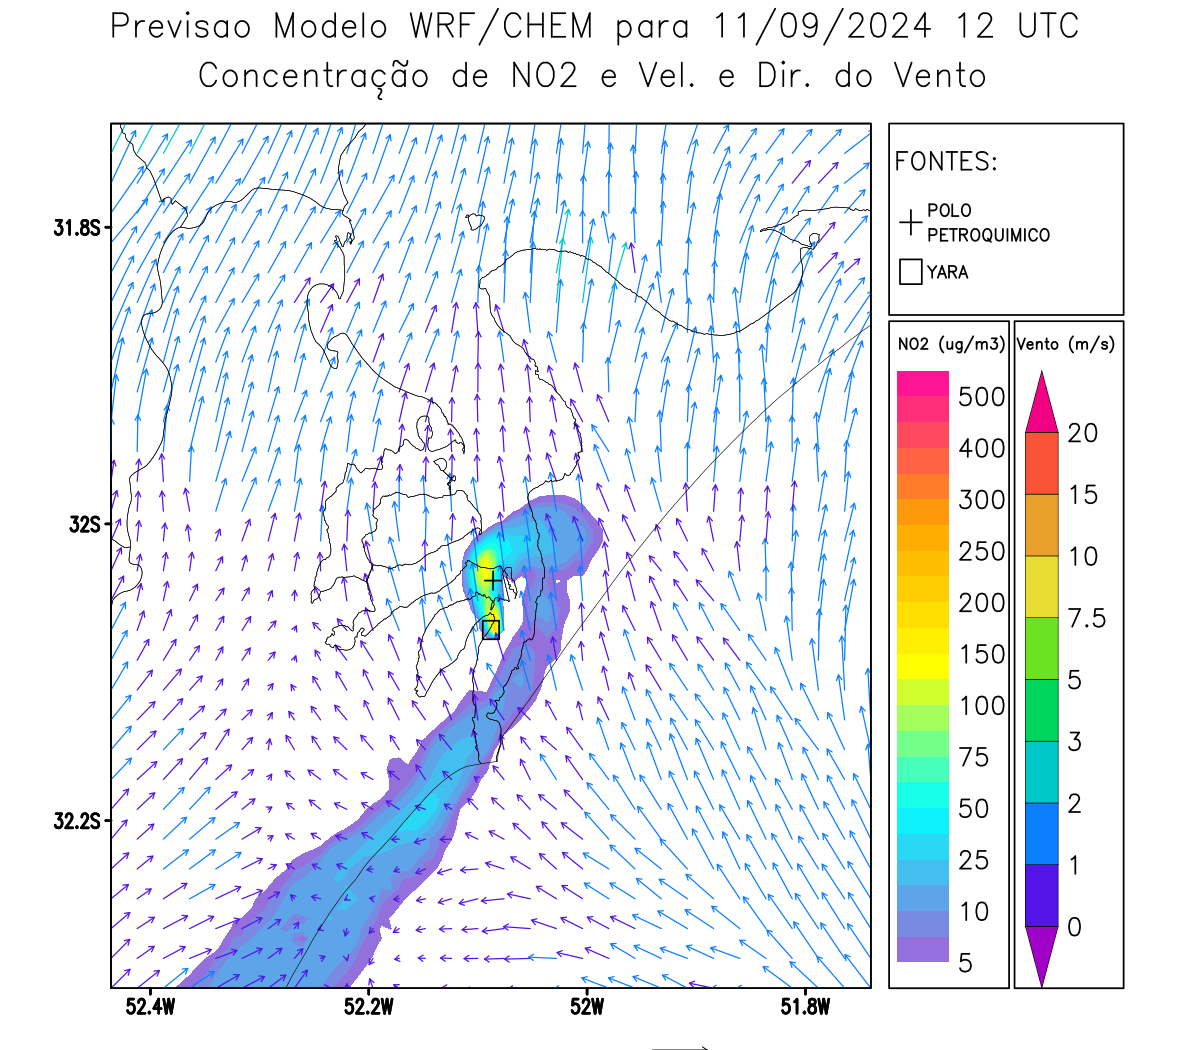 Previsao Modelo WRF/CHEM para 11/09/2024 12 UTC
Concentração de NO2 e Vel. e Dir. do Vento
FONTES:
POLO
PETROQUIMICO
YARA
NO2 (ug/m3)
500
400
300
250
200
150
100
75
50
25
10
5
Vento (m/s)
20
15
10
7.5
5
3
2
1
0
31.8S
32S
32.2S
52.4W
52.2W
52W
51.8W